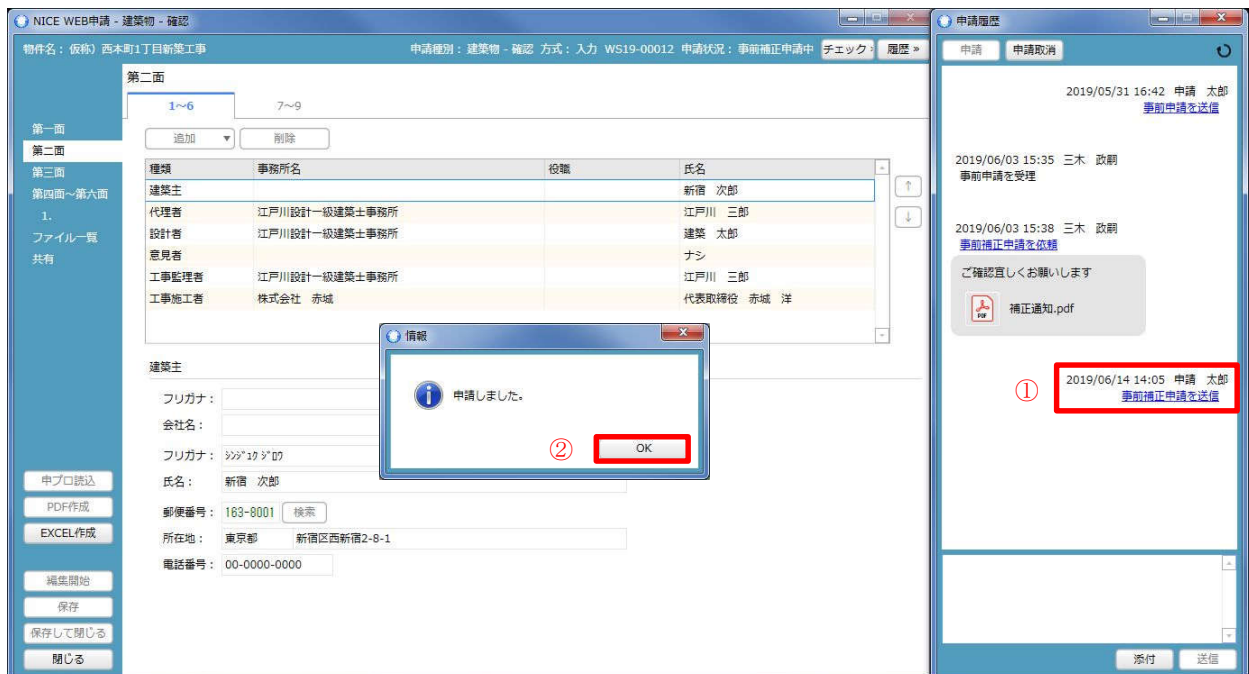 NICE WEB申請 - 建築物 - 確認
物件名：仮称）西本町1丁目新築工事
申請種別：建築物 - 確認 方式：入力 WS19-00012 申請状況：事前補正申請中
チェック »
履歴 »
第二面
1～6
7～9
追加
削除
第一面
第二面
第三面
第四面～第六面
1.
ファイル一覧
共有
種類 事務所名 役職 氏名
建築主 新宿 次郎
代理者 江戸川設計一級建築士事務所 江戸川 三郎
設計者 江戸川設計一級建築士事務所 建築 太郎
意見者 ナシ
工事監理者 江戸川設計一級建築士事務所 江戸川 三郎
工事施工者 株式会社 赤城 代表取締役 赤城 洋
↑
↓
建築主
フリガナ：
会社名：
フリガナ： ｼﾝｼﾞｭｸ ｼﾞﾛｳ
氏名： 新宿 次郎
郵便番号： 163-8001 検索
所在地： 東京都 新宿区西新宿2-8-1
電話番号： 00-0000-0000
情報
申請しました。
②
OK
申プロ読込
PDF作成
EXCEL作成
編集開始
保存
保存して閉じる
閉じる
申請履歴
申請
申請取消
2019/05/31 16:42 申請 太郎
事前申請を送信
2019/06/03 15:35 三木 政嗣
事前申請を受理
2019/06/03 15:38 三木 政嗣
事前補正申請を依頼
ご確認宜しくお願いします
PDF
補正通知.pdf
①
2019/06/14 14:05 申請 太郎
事前補正申請を送信
添付
送信